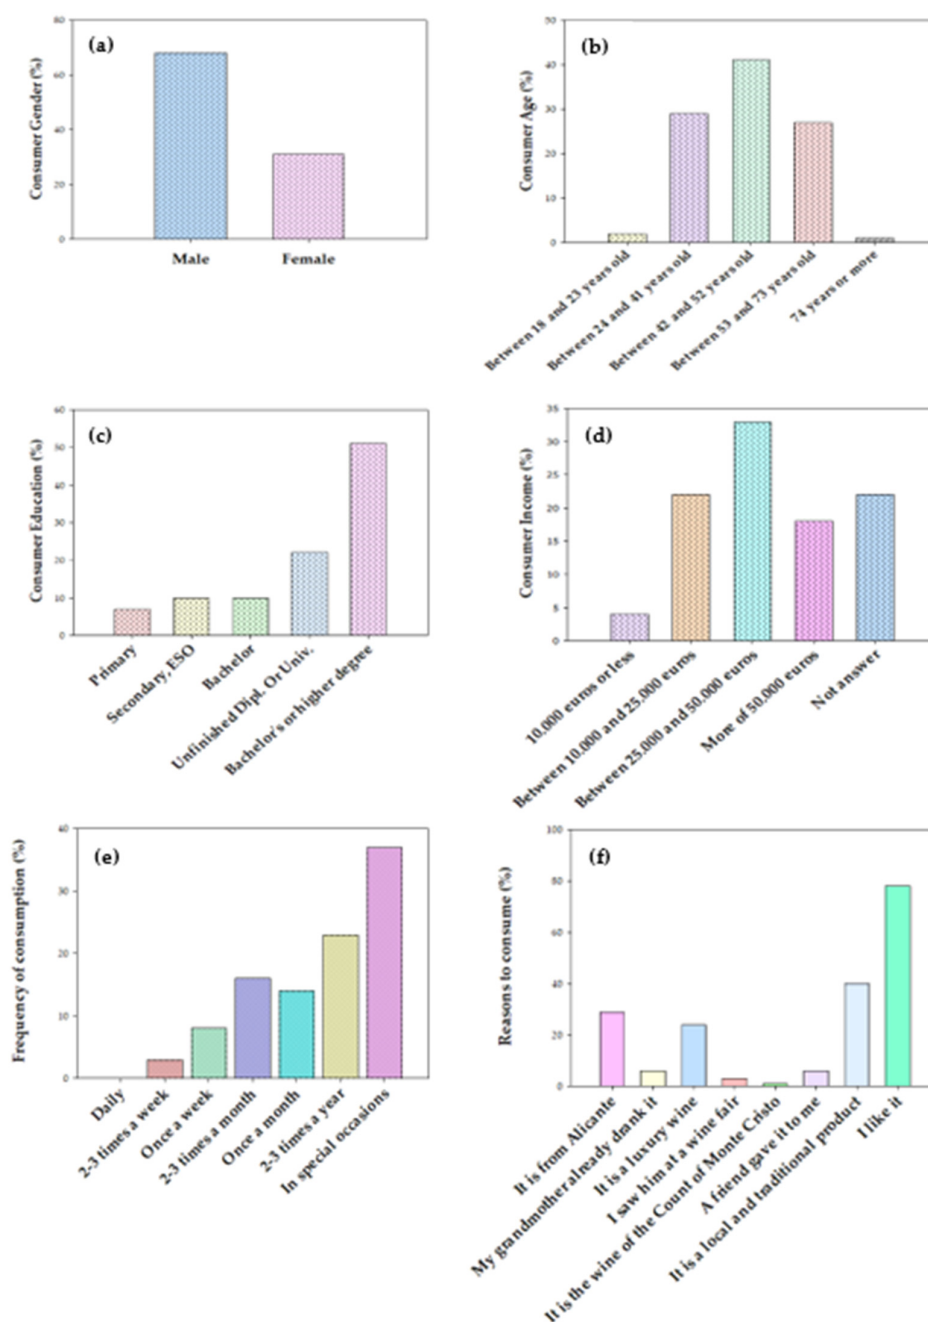 (a)
Consumer Gender (%)
80
60
40
20
0
Male
Female
(b)
Consumer Age (%)
50
40
30
20
10
0
Between 18 and 23 years old
Between 24 and 41 years old
Between 42 and 52 years old
Between 53 and 73 years old
74 years or more
(c)
Consumer Education (%)
60
50
40
30
20
10
0
Primary
Secondary, ESO
Bachelor
Unfinished Dipl. Or Univ.
Bachelor's or higher degree
(d)
Consumer Income (%)
35
30
25
20
15
10
5
0
10,000 euros or less
Between 10,000 and 25,000 euros
Between 25,000 and 50,000 euros
More of 50,000 euros
Not answer
(e)
Frequency of consumption (%)
40
30
20
10
0
Daily
2-3 times a week
Once a week
2-3 times a month
Once a month
2-3 times a year
In special occasions
(f)
Reasons to consume (%)
100
80
60
40
20
0
It is from Alicante
My grandmother already drank it
It is a luxury wine
I saw him at a wine fair
It is the wine of the Count of Monte Cristo
A friend gave it to me
It is a local and traditional product
I like it